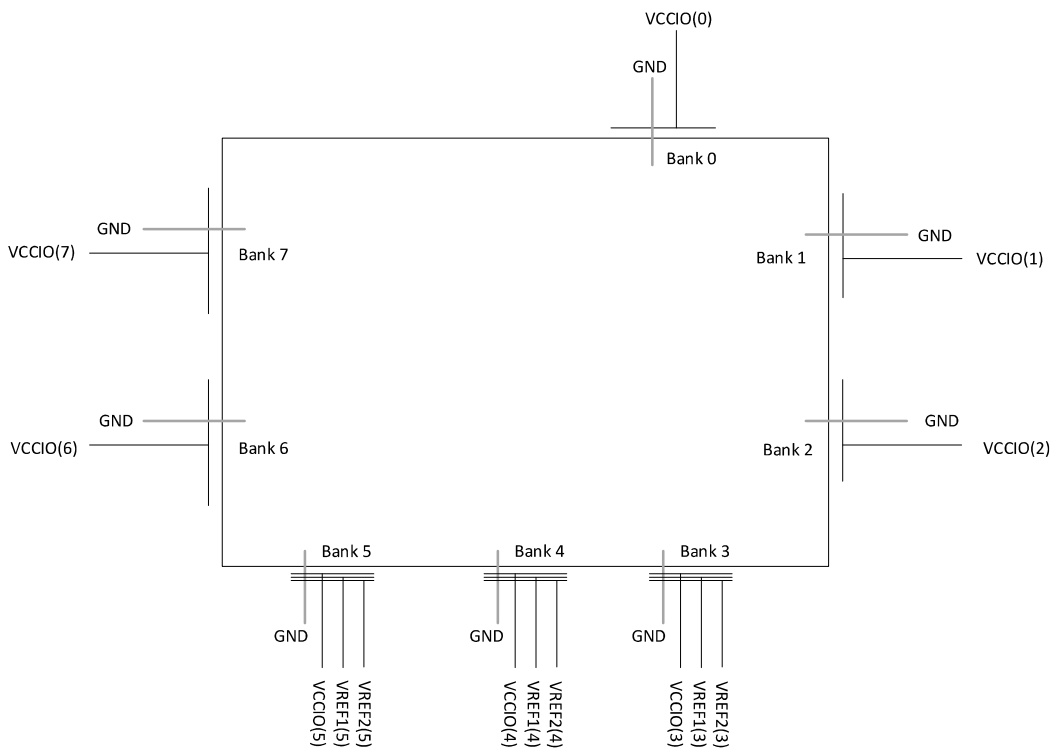 VCCIO(0)
GND
Bank 0
GND
VCCIO(7)
Bank 7
GND
Bank 1
VCCIO(1)
GND
VCCIO(6)
Bank 6
GND
Bank 2
VCCIO(2)
Bank 5
Bank 4
Bank 3
GND
GND
GND
VCCIO(5)
VREF1(5)
VREF2(5)
VCCIO(4)
VREF1(4)
VREF2(4)
VCCIO(3)
VREF1(3)
VREF2(3)